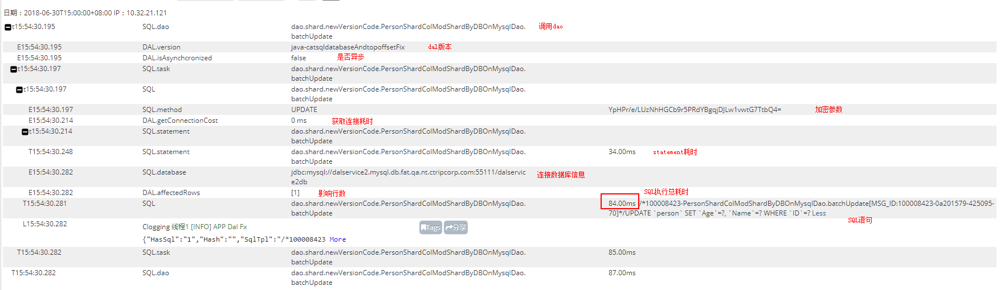 日期：2018-06-30T15:00:00+08:00 IP：10.32.21.121
t15:54:30.195 SQL.dao dao.shard.newVersionCode.PersonShardColModShardByDBOnMysqlDao. 调用dao
batchUpdate
E15:54:30.195 DAL.version java-catsqldatabaseAndtopoffsetFix dal版本
E15:54:30.195 DAL.isAsynchcronized false 是否异步
t15:54:30.197 SQL.task dao.shard.newVersionCode.PersonShardColModShardByDBOnMysqlDao.
batchUpdate
t15:54:30.197 SQL dao.shard.newVersionCode.PersonShardColModShardByDBOnMysqlDao.
batchUpdate
E15:54:30.197 SQL.method UPDATE YpHPr/e/LUzNhHGCb9r5PRdYBgqjDJLw1vwtG7TtbQ4= 加密参数
E15:54:30.214 DAL.getConnectionCost 0 ms 获取连接耗时
t15:54:30.214 SQL.statement dao.shard.newVersionCode.PersonShardColModShardByDBOnMysqlDao.
batchUpdate
T15:54:30.248 SQL.statement dao.shard.newVersionCode.PersonShardColModShardByDBOnMysqlDao. 34.00ms statement耗时
batchUpdate
E15:54:30.282 SQL.database jdbc:mysql://dalservice2.mysql.db.fat.qa.nt.ctripcorp.com:55111/dalservic 连接数据库信息
e2db
E15:54:30.282 DAL.affectedRows [1] 影响行数 SQL执行总耗时
T15:54:30.281 SQL dao.shard.newVersionCode.PersonShardColModShardByDBOnMysqlDao. 84.00ms /*100008423-PersonShardColModShardByDBOnMysqlDao.batchUpdate[MSG_ID:100008423-0a201579-425095-
batchUpdate 70]*/UPDATE `person` SET `Age`=?, `Name`=? WHERE `ID`=? Less
SQL语句
L15:54:30.282 Clogging 线程1 [INFO] APP Dal Fx Tags 分享
{"HasSql":"1","Hash":"","SqlTpl":"/*100008423 More
T15:54:30.282 SQL.task dao.shard.newVersionCode.PersonShardColModShardByDBOnMysqlDao. 85.00ms
batchUpdate
T15:54:30.282 SQL.dao dao.shard.newVersionCode.PersonShardColModShardByDBOnMysqlDao. 87.00ms
batchUpdate